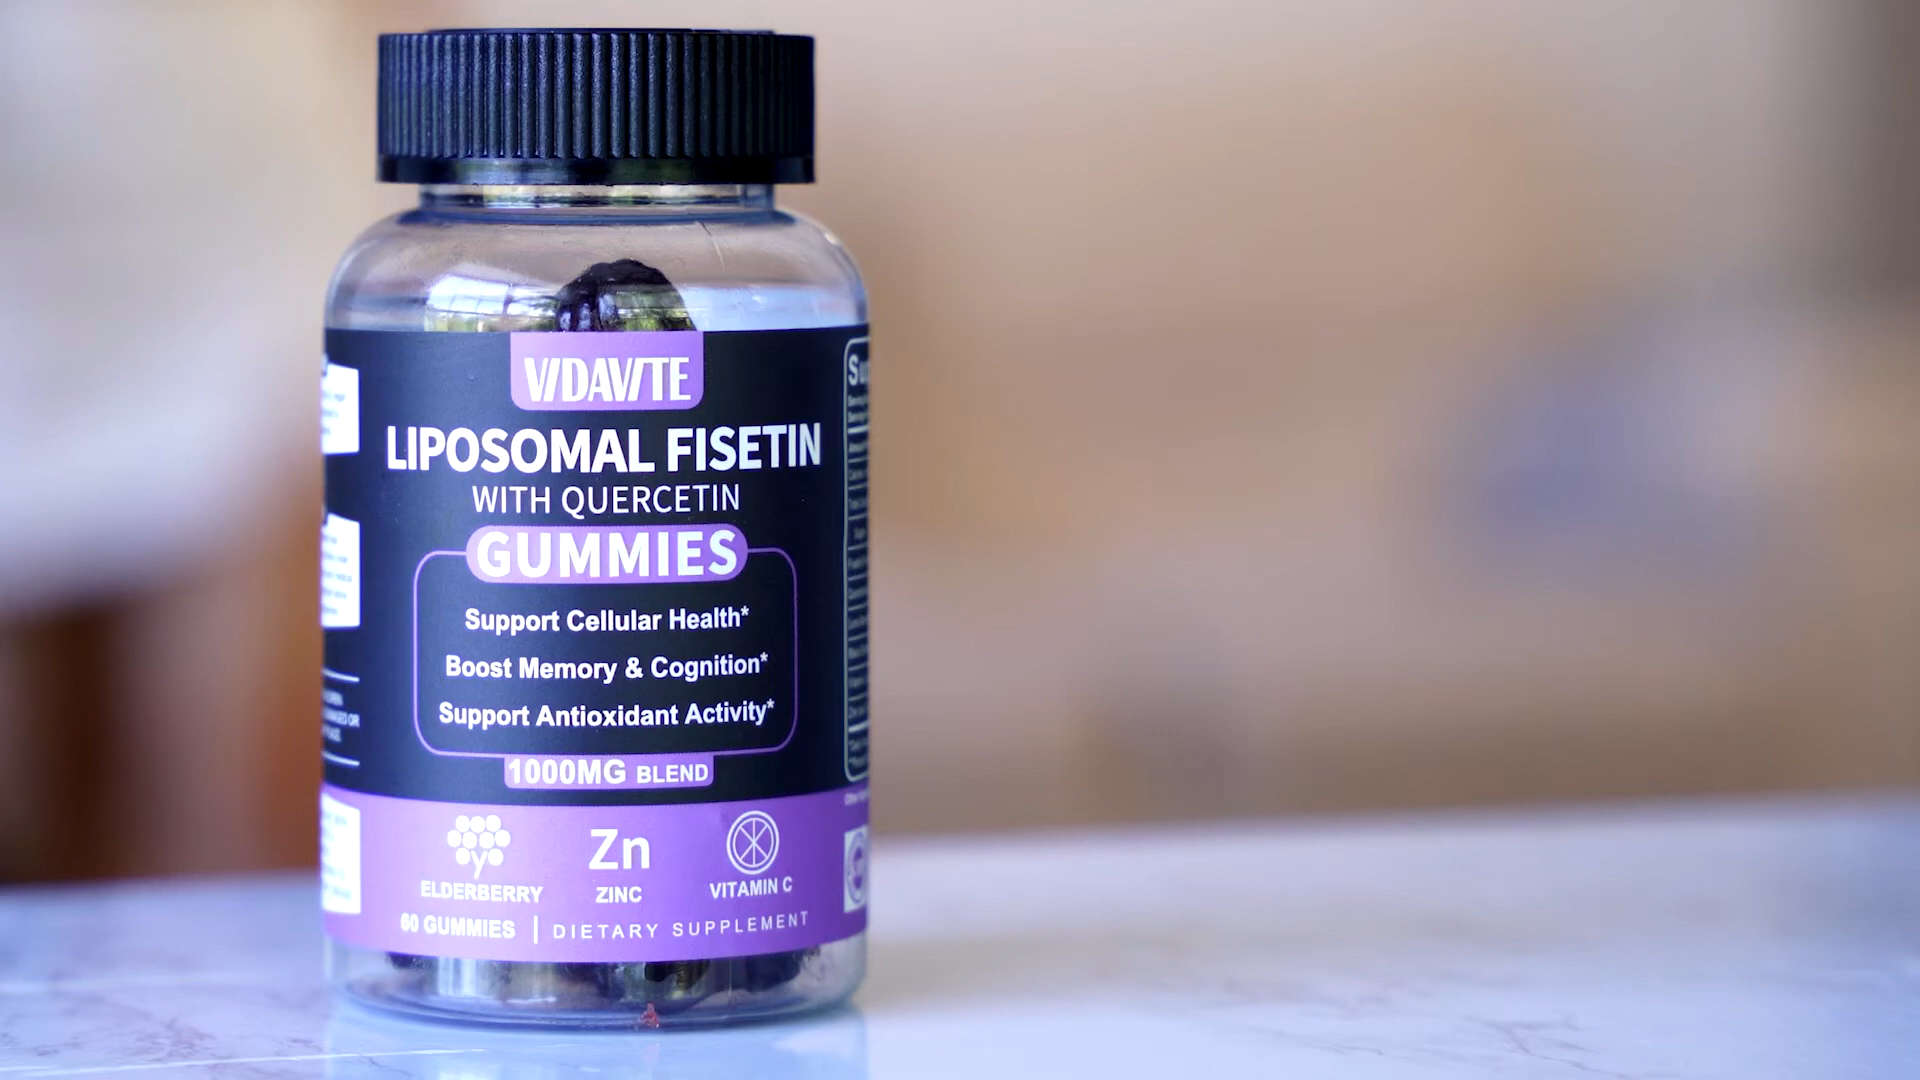 VIDAVITE
LIPOSOMAL FISETIN
WITH QUERCETIN
GUMMIES
Support Cellular Health*
Boost Memory & Cognition*
Support Antioxidant Activity*
1000MG BLEND
Zn
ELDERBERRY
ZINC
VITAMIN C
60 GUMMIES | DIETARY SUPPLEMENT